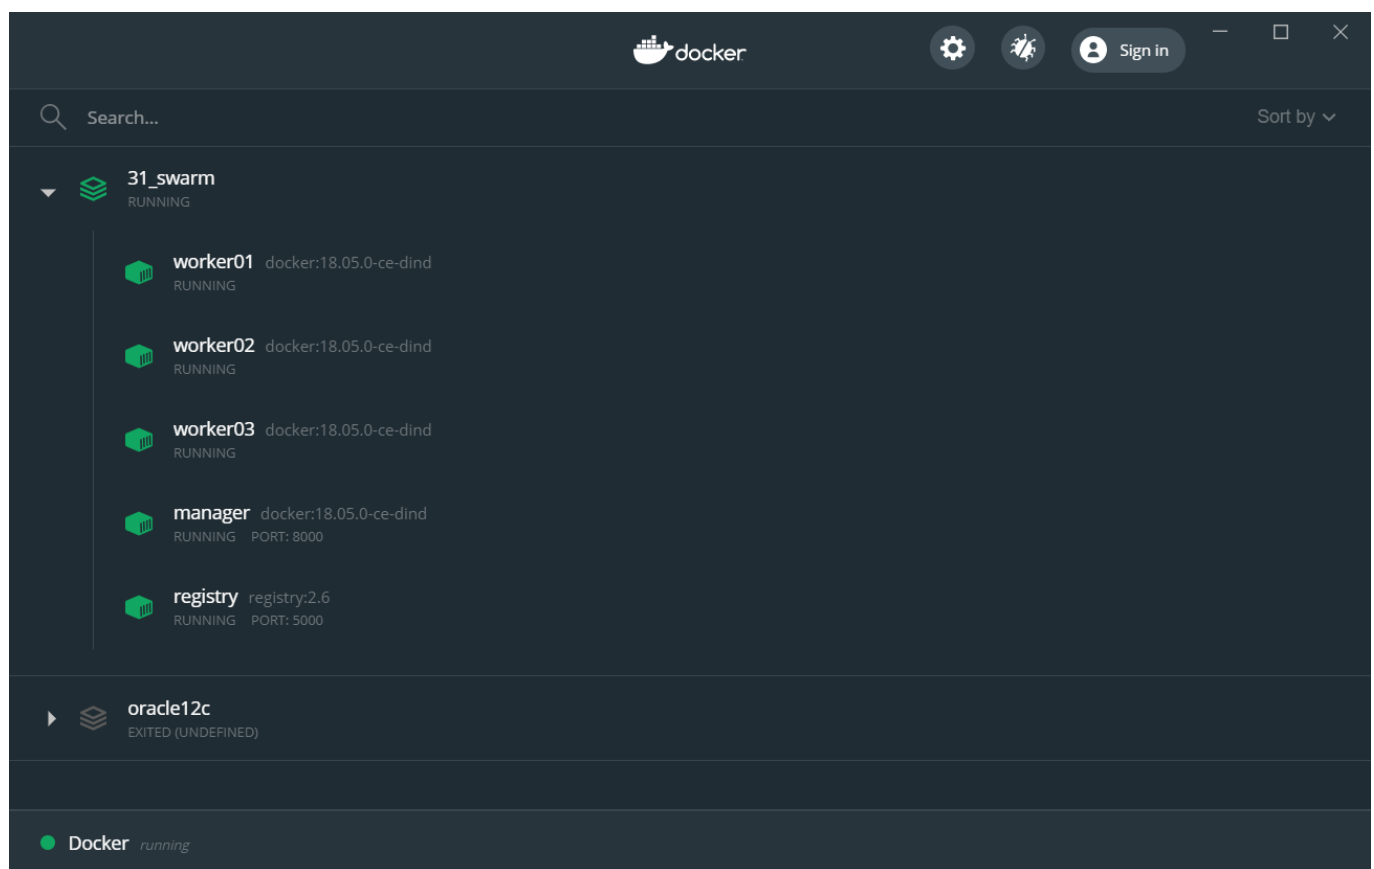 docker
Sign in
Search...
Sort by
31_swarm
RUNNING
worker01 docker:18.05.0-ce-dind
RUNNING
worker02 docker:18.05.0-ce-dind
RUNNING
worker03 docker:18.05.0-ce-dind
RUNNING
manager docker:18.05.0-ce-dind
RUNNING PORT: 8000
registry registry:2.6
RUNNING PORT: 5000
oracle12c
EXITED (UNDEFINED)
Docker running